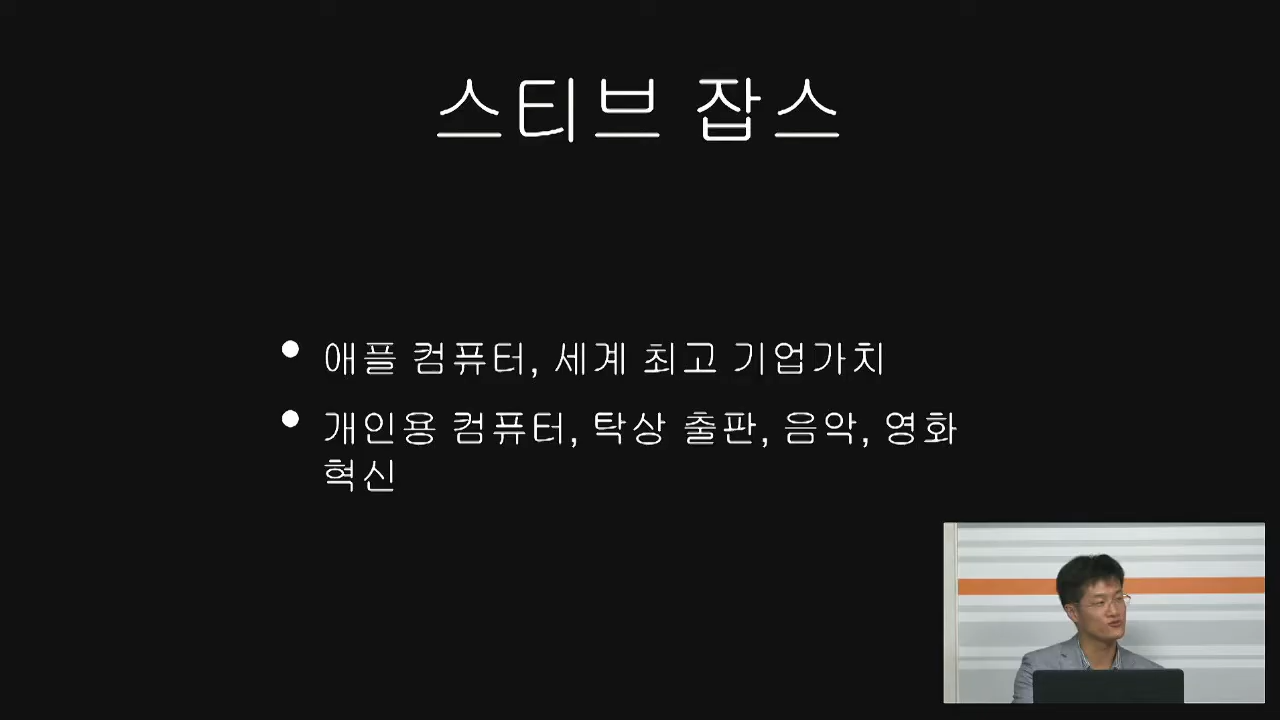 스티브 잡스
애플 컴퓨터, 세계 최고 기업가치
개인용 컴퓨터, 탁상 출판, 음악, 영화
혁신